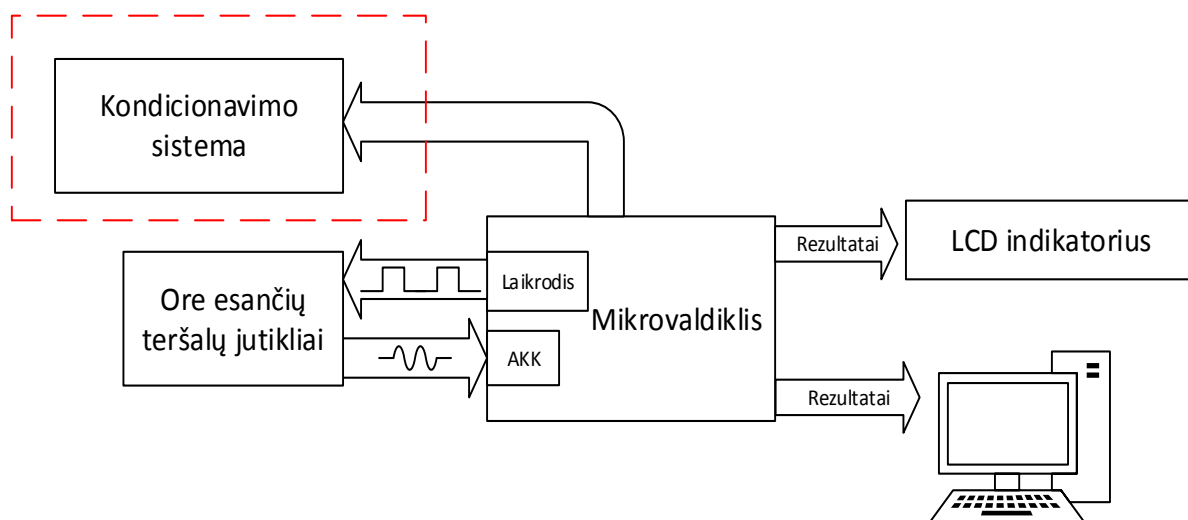 Kondicionavimo
sistema
Ore esančių
teršalų jutikliai
Laikrodis
AKK
Mikrovaldiklis
Rezultatai
LCD indikatorius
Rezultatai